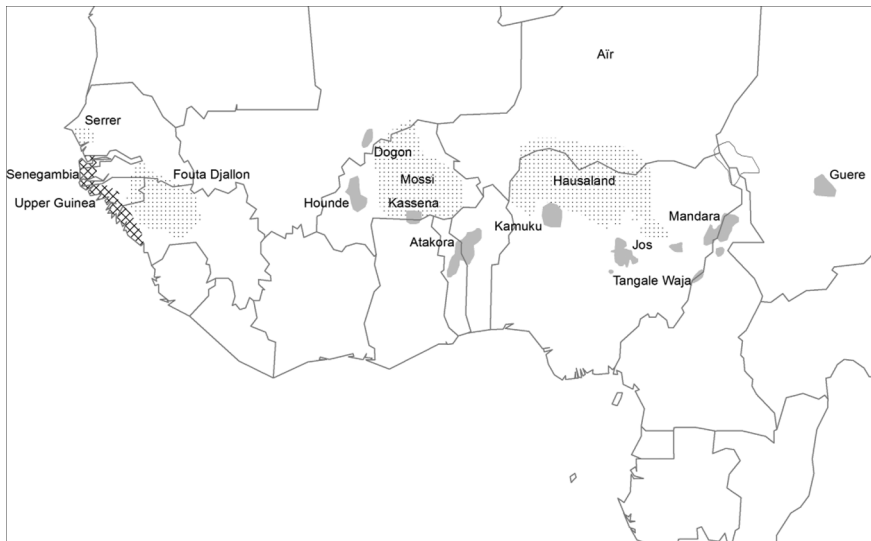 Aïr
Serrer
Dogon
Senegambia
Fouta Djallon
Mossi
Hausaland
Guere
Upper Guinea
Hounde
Kassena
Mandara
Kamuku
Atakora
Jos
Tangale Waja